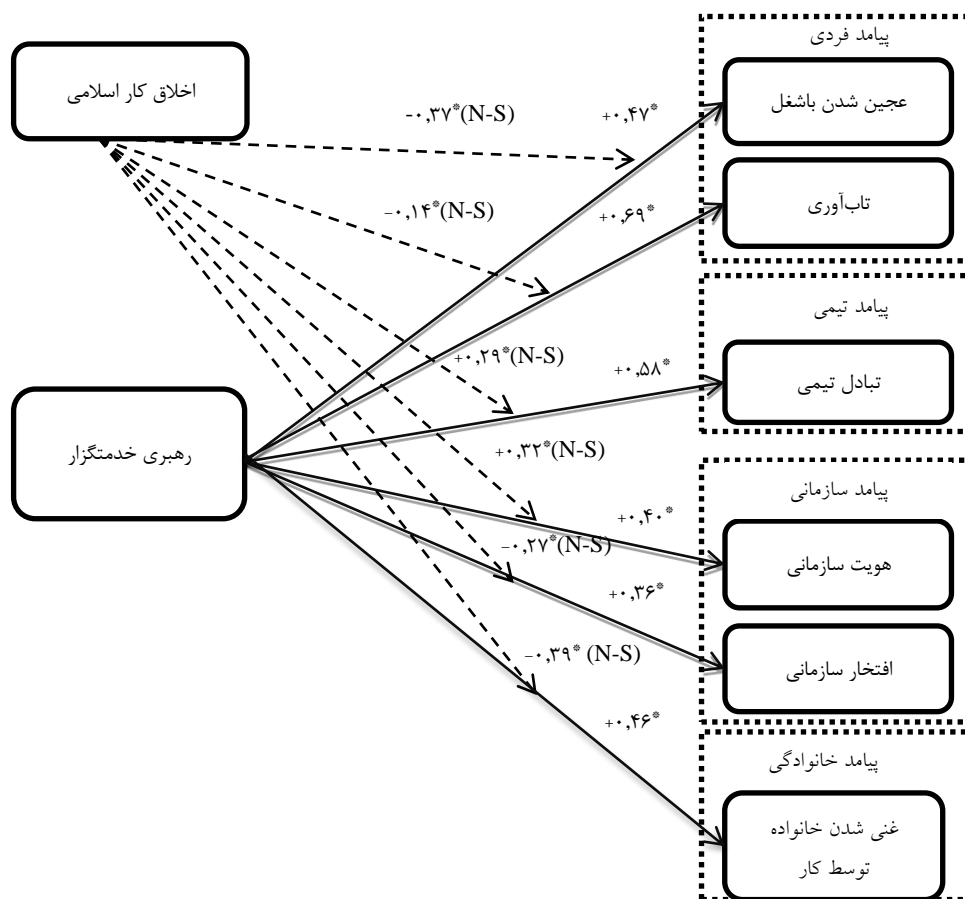 پیامد فردی
اخلاق کار اسلامی
عجین شدن باشغل
-۰,۳۷*(N-S)
+۰,۴۷*
تاب‌آوری
-۰,۱۴*(N-S)
+۰,۶۹*
پیامد تیمی
+۰,۲۹*(N-S)
+۰,۵۸*
تبادل تیمی
رهبری خدمتگزار
+۰,۳۲*(N-S)
پیامد سازمانی
+۰,۴۰*
هویت سازمانی
-۰,۲۷*(N-S)
+۰,۳۶*
افتخار سازمانی
-۰,۳۹* (N-S)
+۰,۴۶*
پیامد خانوادگی
غنی شدن خانواده
توسط کار